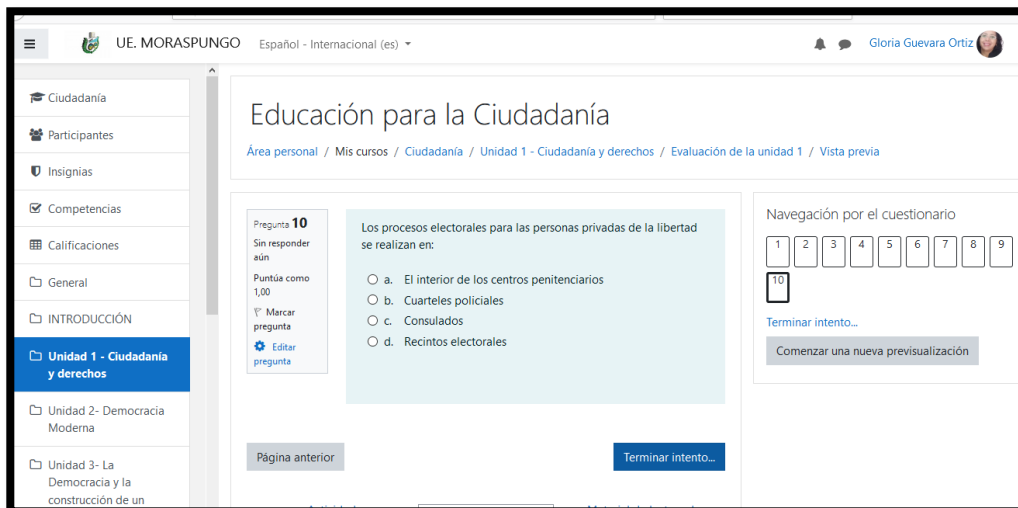 UE. MORASPUNGO
Español - Internacional (es)
Gloria Guevara Ortiz
Ciudadanía
Participantes
Insignias
Competencias
Calificaciones
General
INTRODUCCIÓN
Unidad 1 - Ciudadanía
y derechos
Unidad 2- Democracia
Moderna
Unidad 3- La
Democracia y la
construcción de un
Educación para la Ciudadanía
Área personal / Mis cursos / Ciudadanía / Unidad 1 - Ciudadanía y derechos / Evaluación de la unidad 1 / Vista previa
Pregunta 10
Sin responder
aún
Puntúa como
1,00
Marcar
pregunta
Editar
pregunta
Los procesos electorales para las personas privadas de la libertad
se realizan en:
a. El interior de los centros penitenciarios
b. Cuarteles policiales
c. Consulados
d. Recintos electorales
Página anterior
Terminar intento...
Navegación por el cuestionario
1 2 3 4 5 6 7 8 9
10
Terminar intento...
Comenzar una nueva previsualización